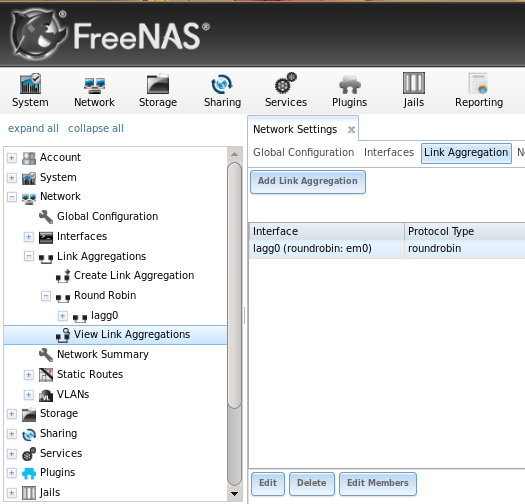 FreeNAS®
System Network Storage Sharing Services Plugins Jails Reporting
expand all collapse all
Network Settings x
Global Configuration Interfaces Link Aggregation
Add Link Aggregation
Interface Protocol Type
lagg0 (roundrobin: em0) roundrobin
Account
System
Network
Global Configuration
Interfaces
Link Aggregations
Create Link Aggregation
Round Robin
lagg0
View Link Aggregations
Network Summary
Static Routes
VLANs
Storage
Sharing
Services
Plugins
Jails
Edit Delete Edit Members